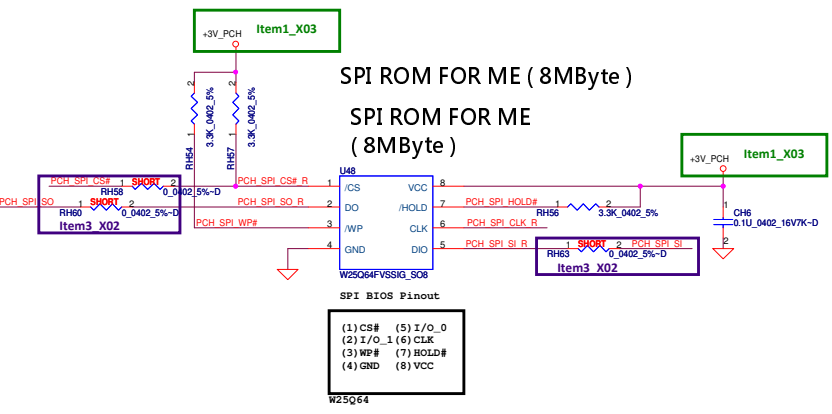 Item1_X03
+3V_PCH
SPI ROM FOR ME ( 8MByte )
SPI ROM FOR ME
( 8MByte )
2
2
3.3K_0402_5%
3.3K_0402_5%
1
1
RH54
RH57
+3V_PCH
Item1_X03
U48
PCH_SPI_CS#
1
SHORT
2
PCH_SPI_CS#_R
1
/CS
VCC
8
RH58
0_0402_5%~D
PCH_SPI_SO
1
SHORT
2
PCH_SPI_SO_R
2
DO
/HOLD
7
PCH_SPI_HOLD#
RH60
0_0402_5%~D
RH56
3.3K_0402_5%
1
CH6
0.1U_0402_16V7K~D
2
Item3_X02
PCH_SPI_WP#
3
/WP
CLK
6
PCH_SPI_CLK_R
4
GND
DIO
5
PCH_SPI_SI_R
1
SHORT
2
PCH_SPI_SI
RH63
0_0402_5%~D
Item3_X02
W25Q64FVSSIG_SO8
SPI BIOS Pinout
(1)CS# (5)I/O_0
(2)I/O_1(6)CLK
(3)WP# (7)HOLD#
(4)GND (8)VCC
W25Q64